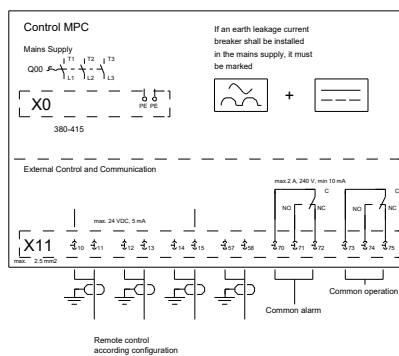 Control MPC
Mains Supply
Q00
T1 T2 T3
L1 L2 L3
X0
PE PE
380-415
If an earth leakage current
breaker shall be installed
in the mains supply, it must
be marked
+
External Control and Communication
max. 24 VDC, 5 mA
max.2 A, 240 V, min 10 mA
C C
NO NC NO NC
X11
10 11 12 13 14 15 57 58 70 71 72 73 74 75
max. 2.5 mm2
Common alarm
Common operation
Remote control
according configuration